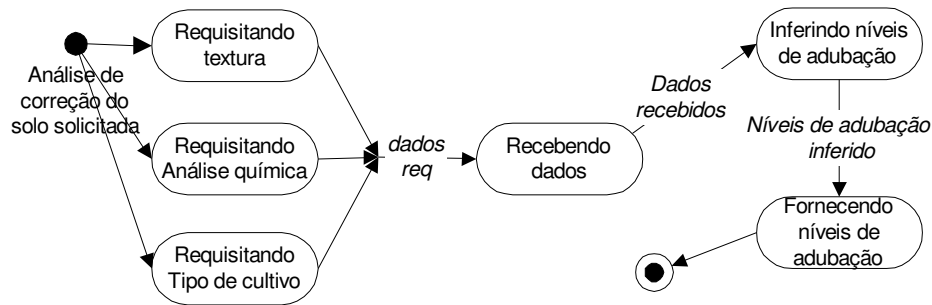 Análise de
correção do
solo solicitada
Requisitando
textura
Requisitando
Análise química
Requisitando
Tipo de cultivo
dados
req
Recebendo
dados
Dados
recebidos
Inferindo níveis
de adubação
Níveis de adubação
inferido
Fornecendo
níveis de
adubação